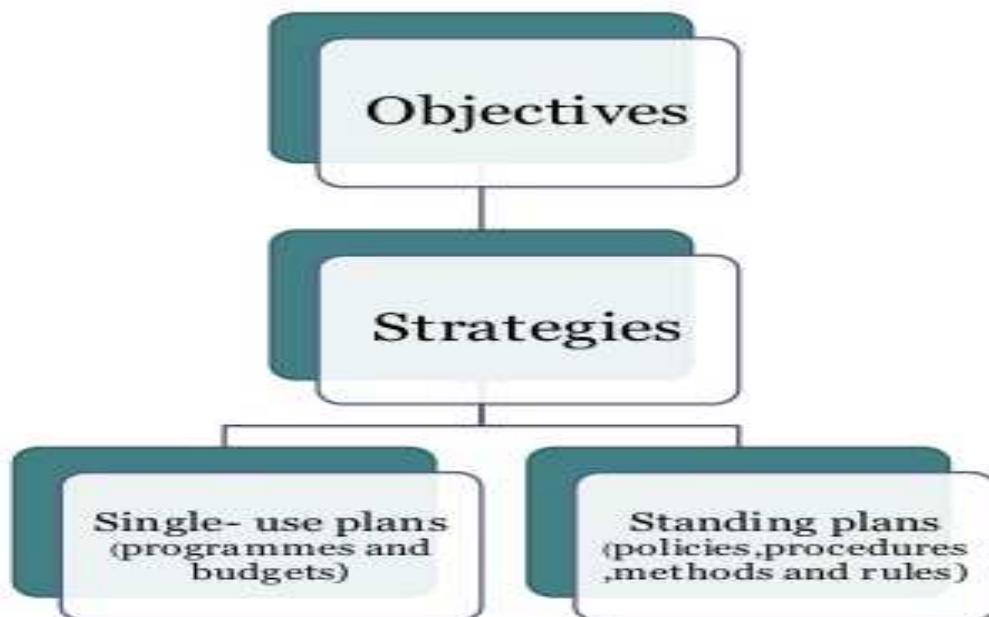 Objectives
Strategies
Single- use plans
(programmes and
budgets)
Standing plans
(policies,procedures
,methods and rules)